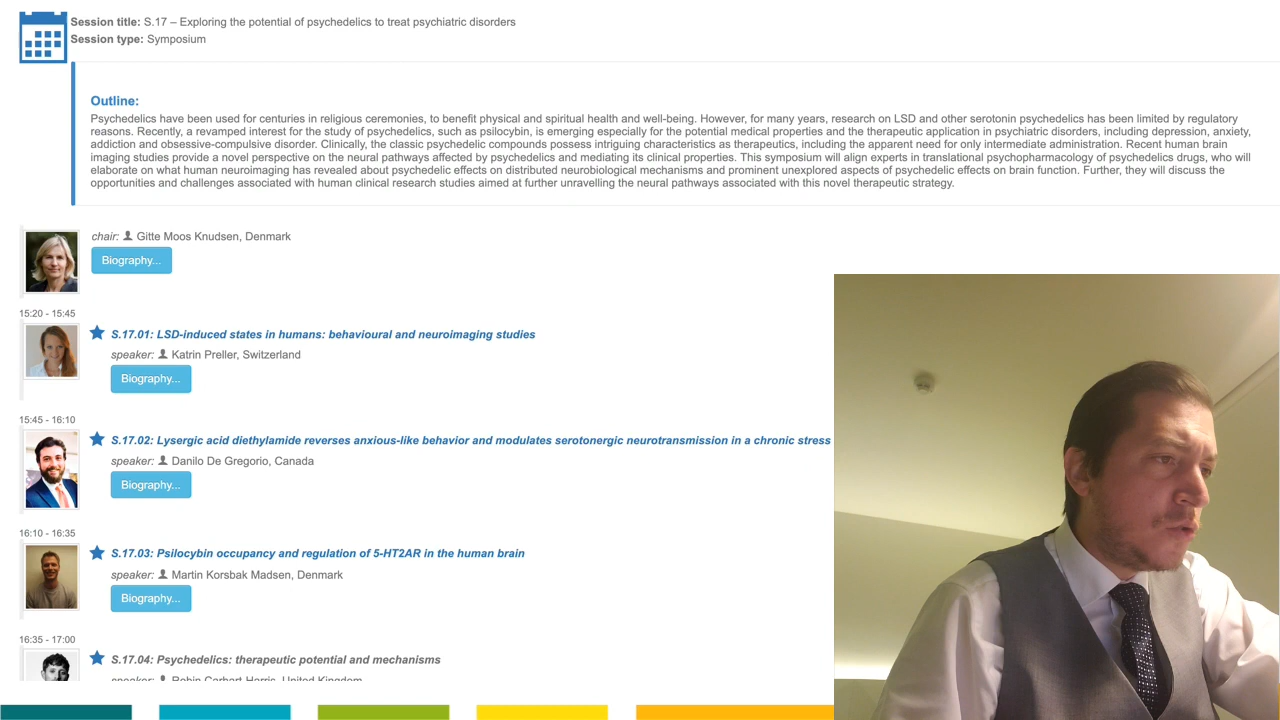 Session title: S.17 – Exploring the potential of psychedelics to treat psychiatric disorders
Session type: Symposium
Outline:
Psychedelics have been used for centuries in religious ceremonies, to benefit physical and spiritual health and well-being. However, for many years, research on LSD and other serotonin psychedelics has been limited by regulatory
reasons. Recently, a revamped interest for the study of psychedelics, such as psilocybin, is emerging especially for the potential medical properties and the therapeutic application in psychiatric disorders, including depression, anxiety,
addiction and obsessive-compulsive disorder. Clinically, the classic psychedelic compounds possess intriguing characteristics as therapeutics, including the apparent need for only intermediate administration. Recent human brain
imaging studies provide a novel perspective on the neural pathways affected by psychedelics and mediating its clinical properties. This symposium will align experts in translational psychopharmacology of psychedelics drugs, who will
elaborate on what human neuroimaging has revealed about psychedelic effects on distributed neurobiological mechanisms and prominent unexplored aspects of psychedelic effects on brain function. Further, they will discuss the
opportunities and challenges associated with human clinical research studies aimed at further unravelling the neural pathways associated with this novel therapeutic strategy.
chair: Gitte Moos Knudsen, Denmark
Biography...
15:20 - 15:45
S.17.01: LSD-induced states in humans: behavioural and neuroimaging studies
speaker: Katrin Preller, Switzerland
Biography...
15:45 - 16:10
S.17.02: Lysergic acid diethylamide reverses anxious-like behavior and modulates serotonergic neurotransmission in a chronic stress
speaker: Danilo De Gregorio, Canada
Biography...
16:10 - 16:35
S.17.03: Psilocybin occupancy and regulation of 5-HT2AR in the human brain
speaker: Martin Korsbak Madsen, Denmark
Biography...
16:35 - 17:00
S.17.04: Psychedelics: therapeutic potential and mechanisms
speaker: Robin Carhart-Harris, United Kingdom